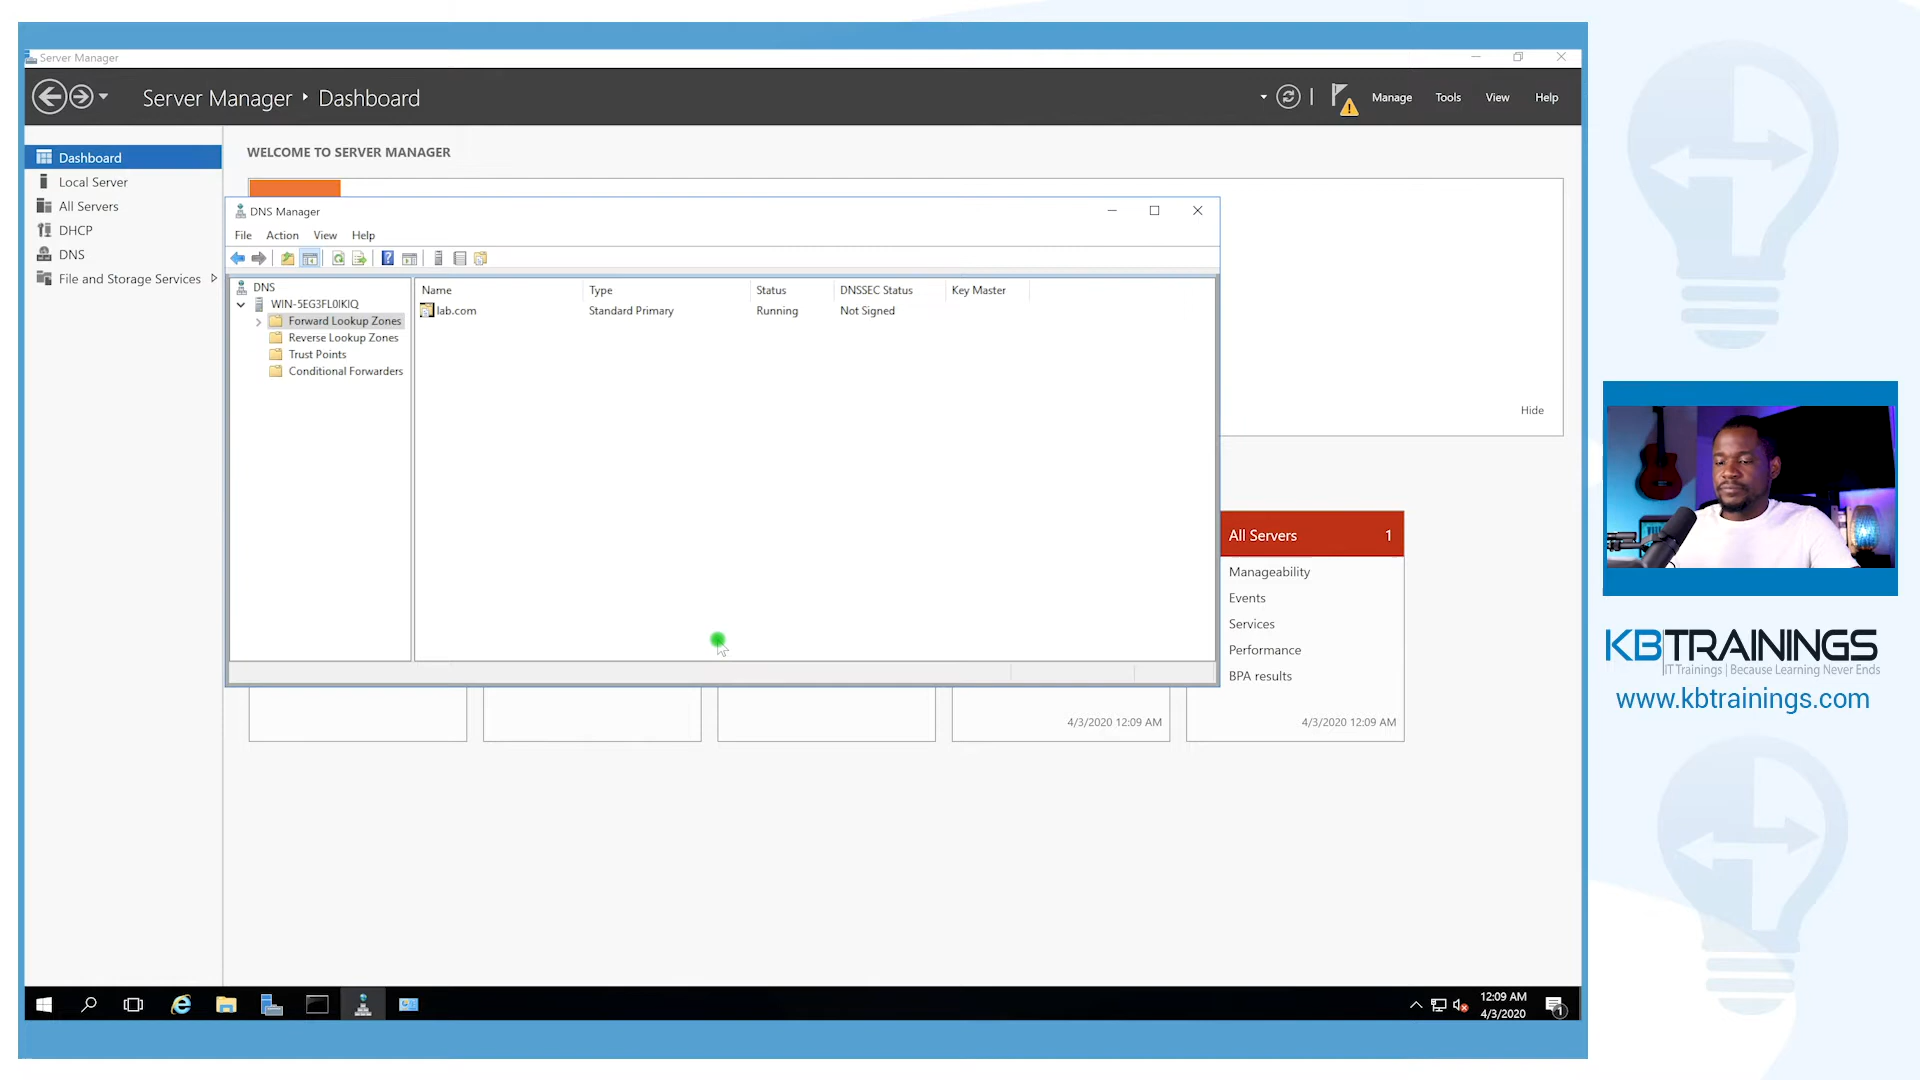 Server Manager
Server Manager Dashboard
Manage Tools View Help
Dashboard
Local Server
All Servers
DHCP
DNS
File and Storage Services
WELCOME TO SERVER MANAGER
Hide
DNS Manager
File Action View Help
DNS
WIN-5EG3FL0IKIQ
Forward Lookup Zones
Reverse Lookup Zones
Trust Points
Conditional Forwarders
Name Type Status DNSSEC Status Key Master
lab.com Standard Primary Running Not Signed
All Servers 1
Manageability
Events
Services
Performance
BPA results
4/3/2020 12:09 AM
4/3/2020 12:09 AM
KBTRAININGS
IT Trainings | Because Learning Never Ends
www.kbtrainings.com
12:09 AM
4/3/2020
1